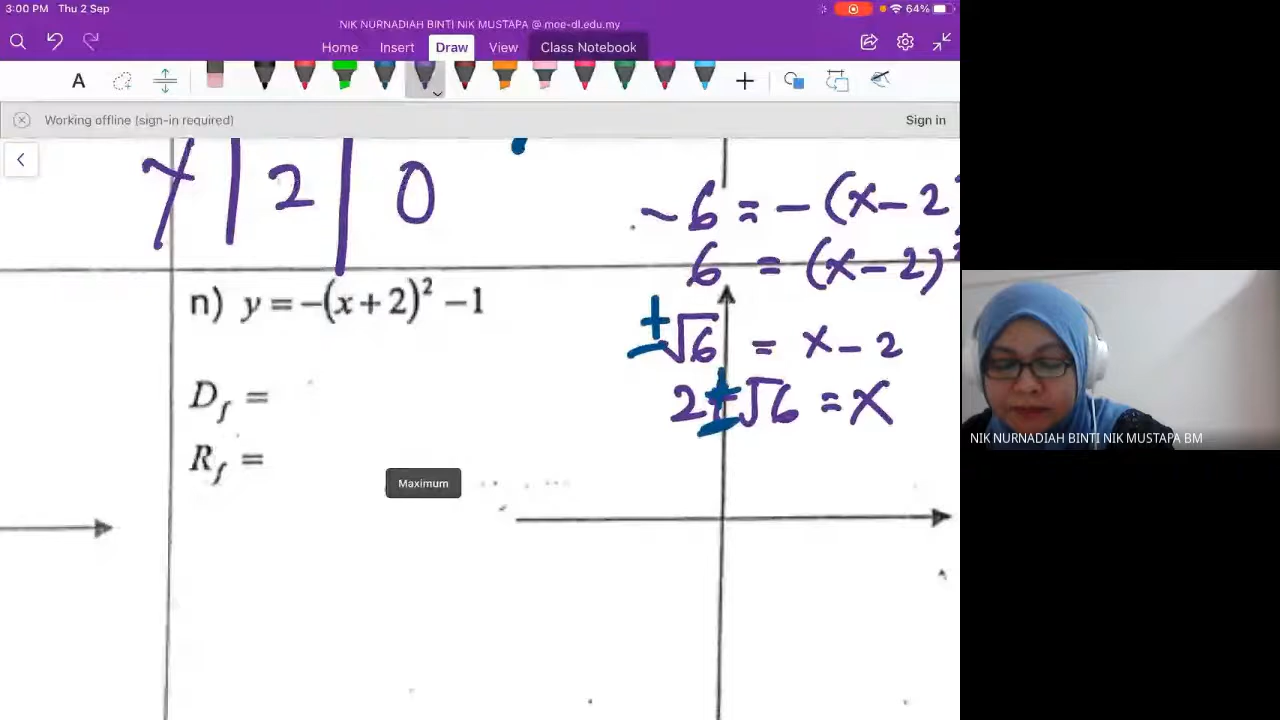 3:00 PM Thu 2 Sep
64%
NIK NURNADIAH BINTI NIK MUSTAPA @ moe-dl.edu.my
Home Insert Draw View Class Notebook
A
Working offline (sign-in required)
Sign in
Y | 2 | 0
-6 = -(x-2
6 = (x-2)²
n) y = -(x+2)² -1
±√6 = x-2
D_f =
2±√6 = x
R_f =
Maximum
NIK NURNADIAH BINTI NIK MUSTAPA BM